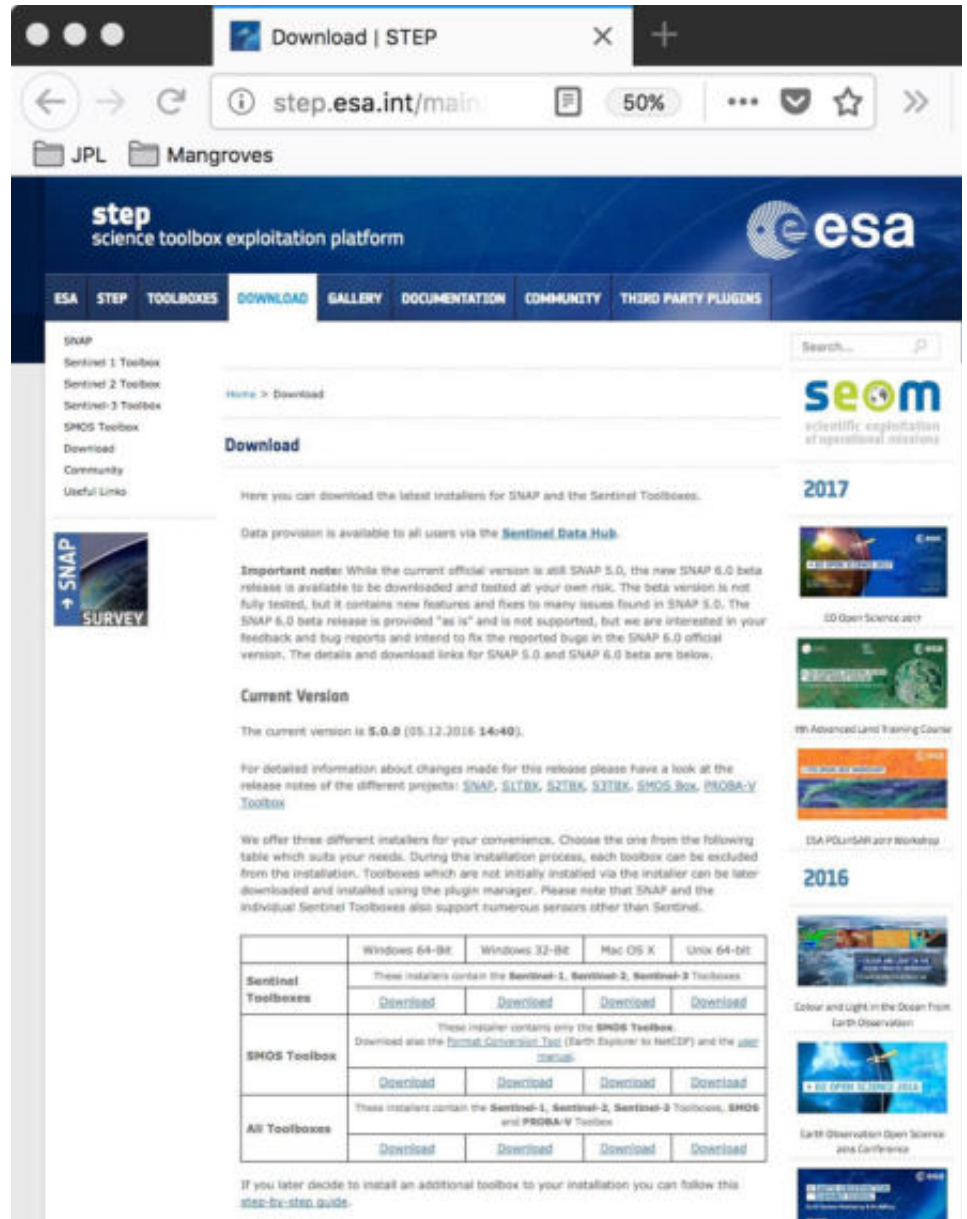 Download | STEP
step.esa.int/main
50%
JPL
Mangroves
step
science toolbox exploitation platform
esa
ESA
STEP
TOOLBOXES
DOWNLOAD
GALLERY
DOCUMENTATION
COMMUNITY
THIRD PARTY PLUGINS
SNAP
Sentinel 1 Toolbox
Sentinel 2 Toolbox
Sentinel-3 Toolbox
SMOS Toolbox
Download
Community
Useful Links
SNAP
SURVEY
Home > Download
Download
Here you can download the latest installers for SNAP and the Sentinel Toolboxes.
Data provision is available to all users via the Sentinel Data Hub.
Important note: While the current official version is still SNAP 5.0, the new SNAP 6.0 beta
release is available to be downloaded and tested at your own risk. The beta version is not
fully tested, but it contains new features and fixes to many issues found in SNAP 5.0. The
SNAP 6.0 beta release is provided "as is" and is not supported, but we are interested in your
feedback and bug reports and intend to fix the reported bugs in the SNAP 6.0 official
version. The details and download links for SNAP 5.0 and SNAP 6.0 beta are below.
Current Version
The current version is 5.0.0 (05.12.2016 14:40).
For detailed information about changes made for this release please have a look at the
release notes of the different projects: SNAP, S1TBX, S2TBX, S3TBX, SMOS Box, PROBA-V
Toolbox
We offer three different installers for your convenience. Choose the one from the following
table which suits your needs. During the installation process, each toolbox can be excluded
from the installation. Toolboxes which are not initially installed via the installer can be later
downloaded and installed using the plugin manager. Please note that SNAP and the
individual Sentinel Toolboxes also support numerous sensors other than Sentinel.
Windows 64-Bit
Windows 32-Bit
Mac OS X
Unix 64-bit
Sentinel
Toolboxes
These installers contain the Sentinel-1, Sentinel-2, Sentinel-3 Toolboxes
Download
Download
Download
Download
SMOS Toolbox
These installer contains only the SMOS Toolbox.
Download also the Format Conversion Tool (Earth Explorer to NetCDF) and the user
manual.
Download
Download
Download
Download
All Toolboxes
These installers contain the Sentinel-1, Sentinel-2, Sentinel-3 Toolboxes, SMOS
and PROBA-V Toolbox
Download
Download
Download
Download
If you later decide to install an additional toolbox to your installation you can follow this
step-by-step guide.
Search...
seom
scientific exploitation
of operational missions
2017
EO OPEN SCIENCE 2017
esa
EO Open Science 2017
esa
7th Advanced Land Training Course
ESA POLinSAR 2017 Workshop
2016
Colour and Light in the Ocean from
Earth Observation
EO OPEN SCIENCE 2016
Earth Observation Open Science
2016 Conference
esa